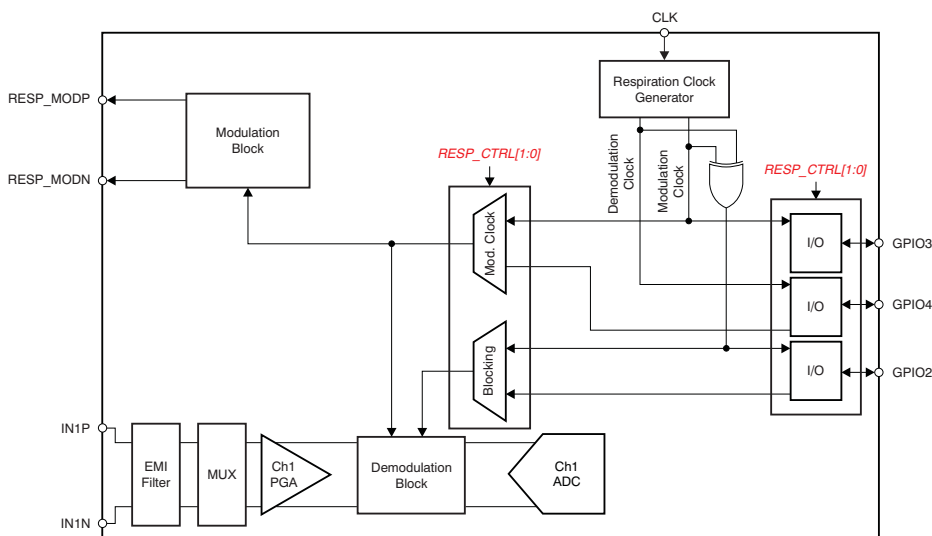 CLK
Respiration Clock
Generator
RESP_MODP
Modulation
Block
RESP_MODN
RESP_CTRL[1:0]
Demodulation
Clock
Modulation
Clock
RESP_CTRL[1:0]
Mod. Clock
I/O
GPIO3
I/O
GPIO4
Blocking
I/O
GPIO2
IN1P
EMI
Filter
MUX
Ch1
PGA
Demodulation
Block
Ch1
ADC
IN1N